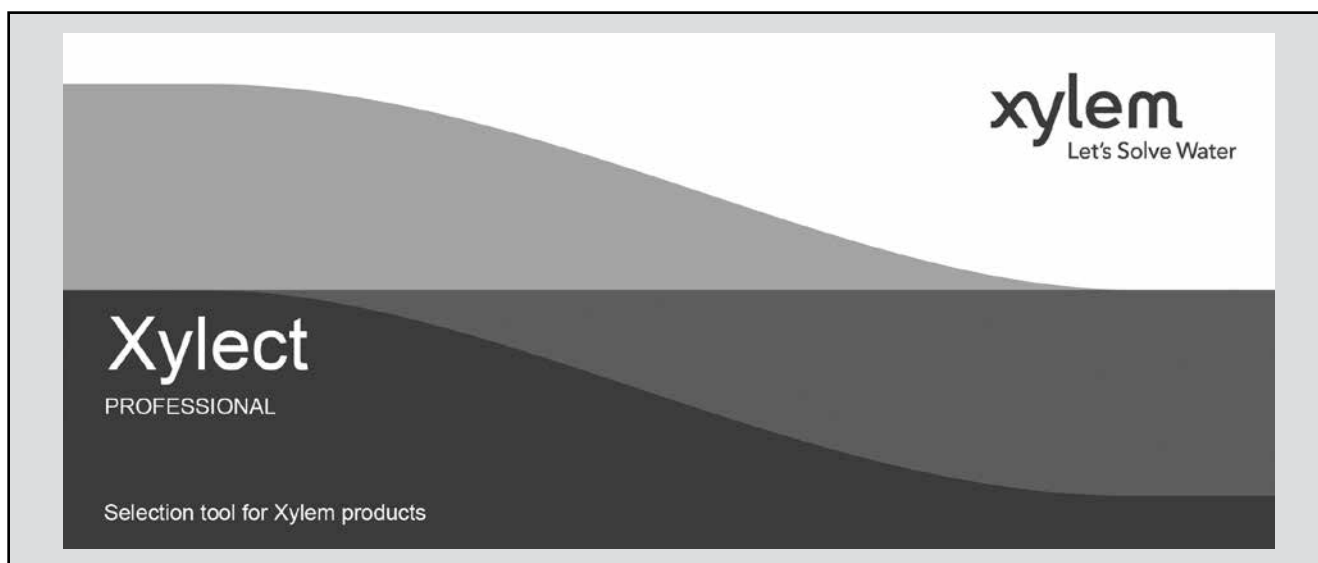 xylem
Let's Solve Water
Xylect
PROFESSIONAL
Selection tool for Xylem products